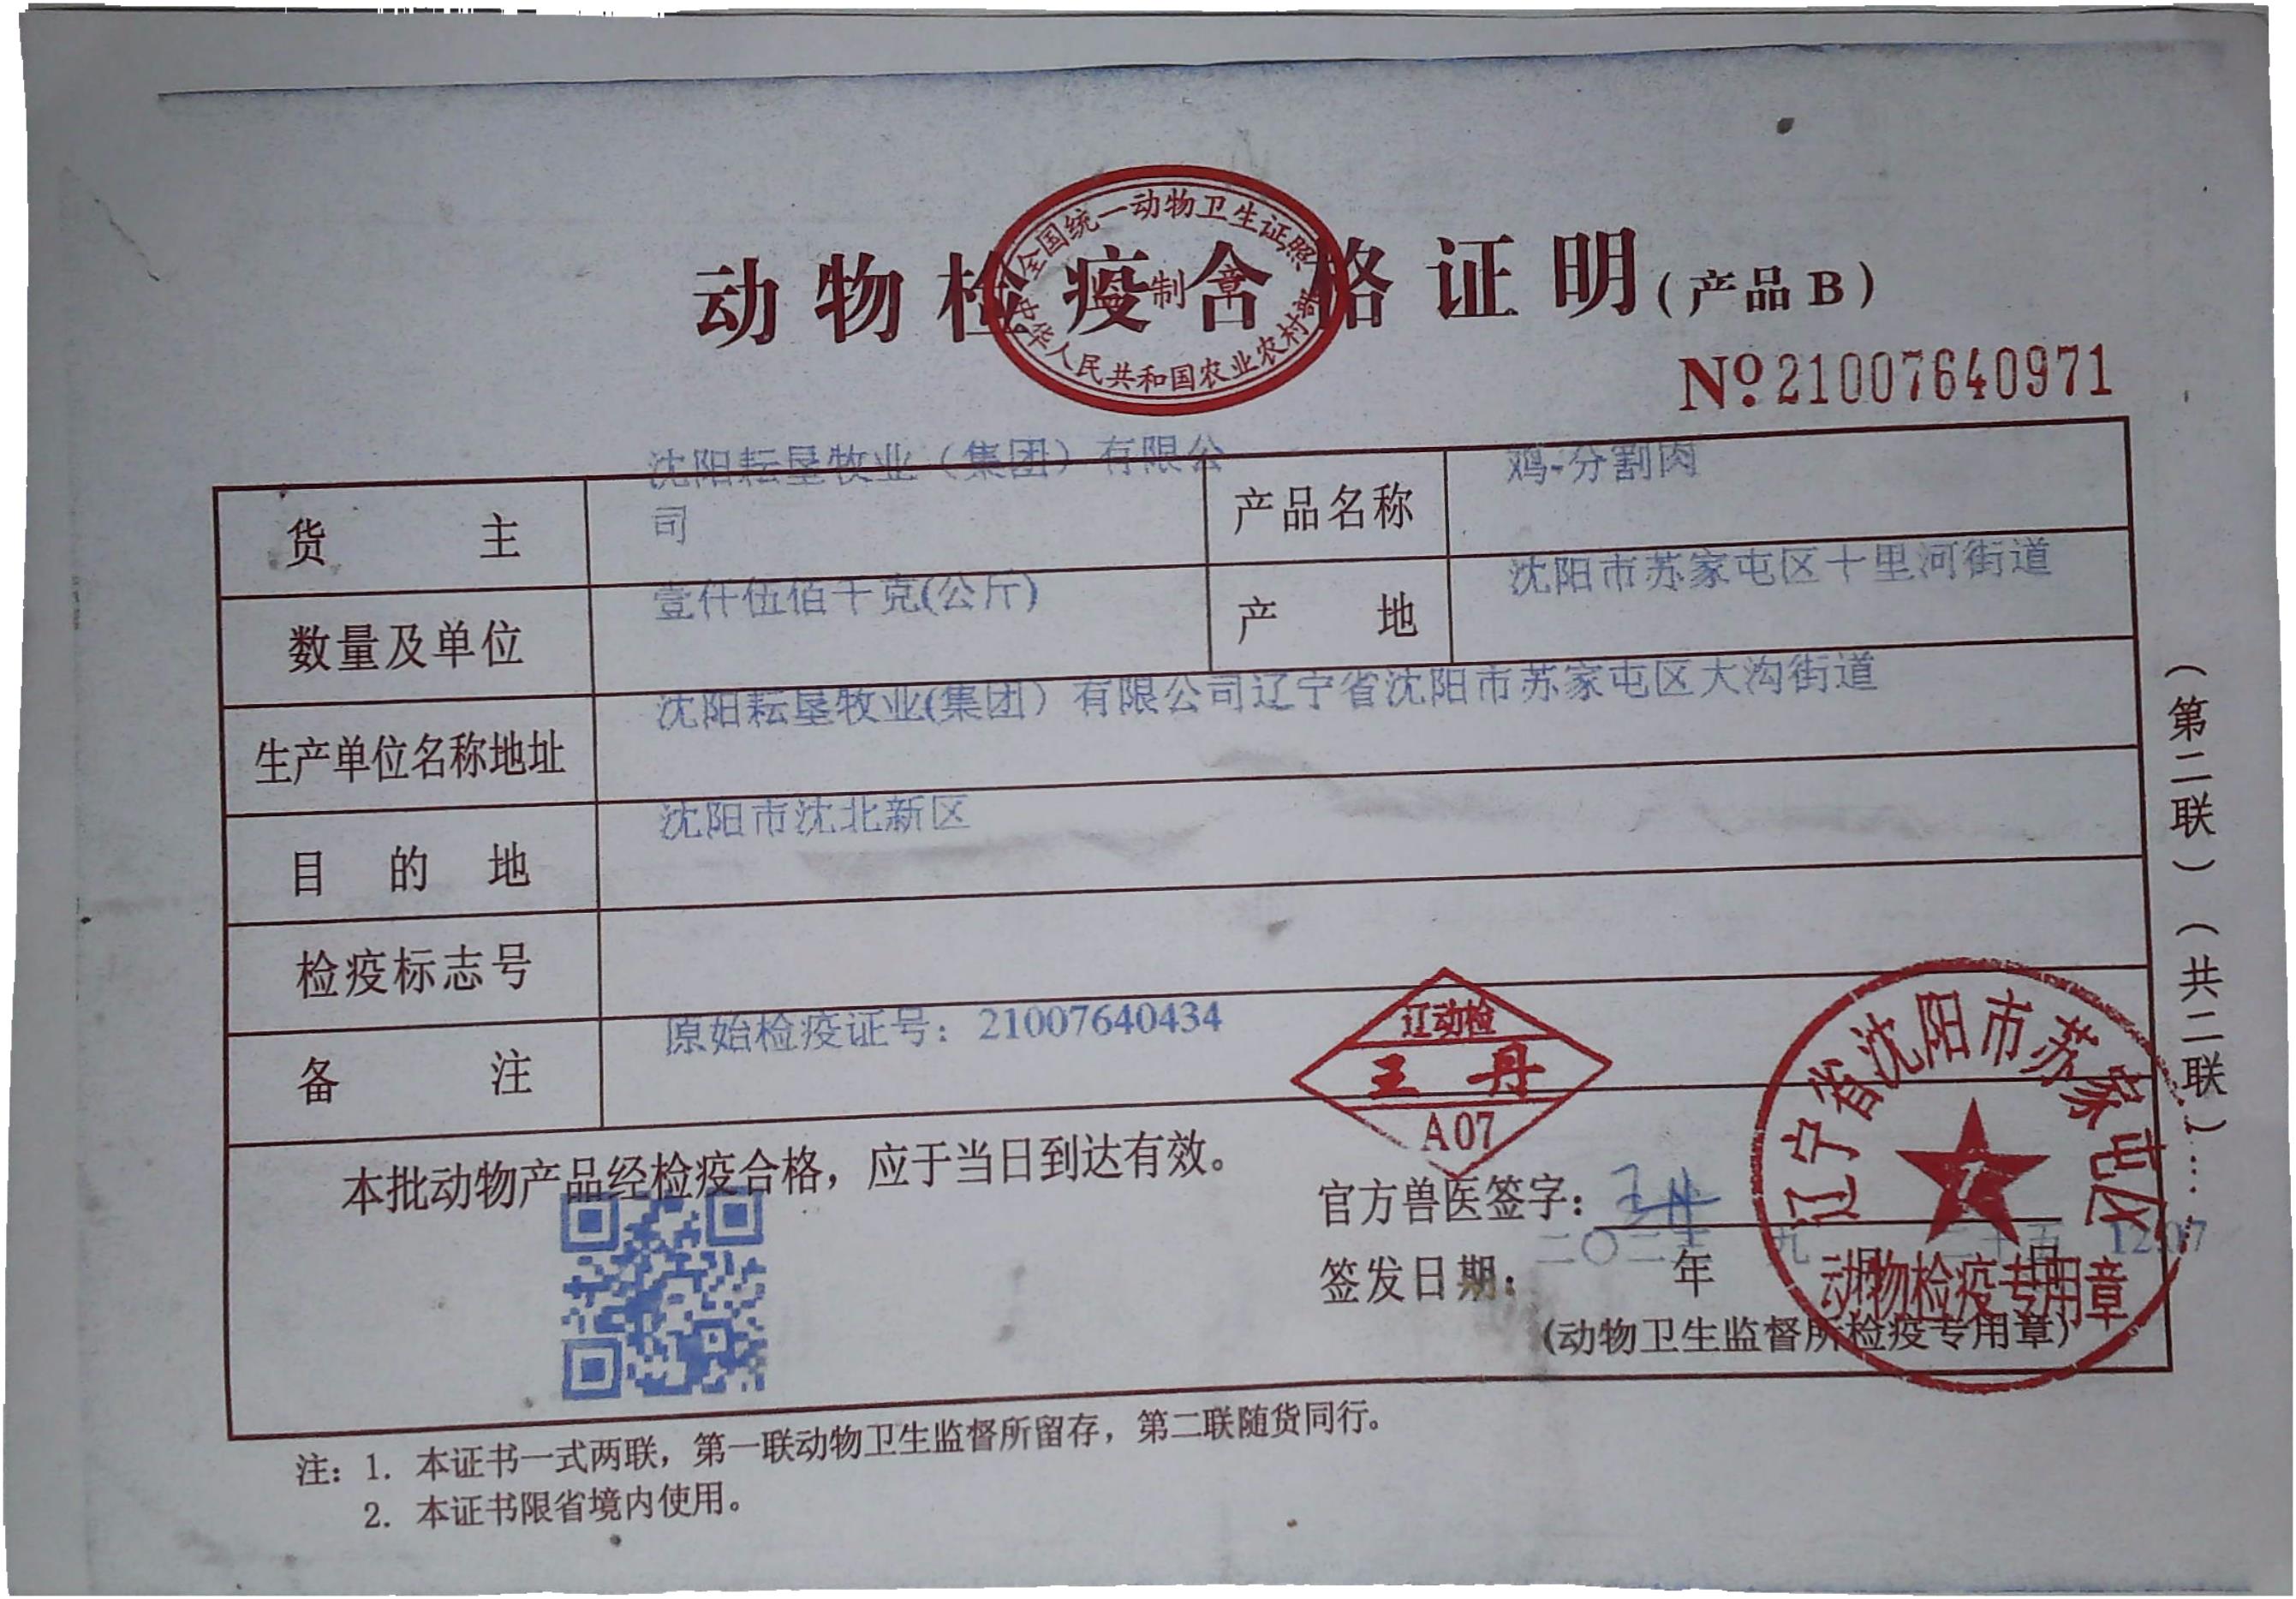 全国统一动物卫生证照
监制章
中华人民共和国农业农村部
动物检疫合格证明(产品B)
№21007640971
货主
沈阳耘垦牧业(集团)有限公
司
产品名称
鸡-分割肉
数量及单位
壹仟伍佰千克(公斤)
产地
沈阳市苏家屯区十里河街道
生产单位名称地址
沈阳耘垦牧业(集团)有限公司辽宁省沈阳市苏家屯区大沟街道
目的地
沈阳市沈北新区
检疫标志号
备注
原始检疫证号：21007640434
辽动检
王丹
A07
本批动物产品经检疫合格，应于当日到达有效。
官方兽医签字：王丹
签发日期：二〇二 年 九 月 二十五 日 12:07
辽宁省沈阳市苏家屯区
动物检疫专用章
(动物卫生监督所检疫专用章)
(第二联)(共二联)
注：1. 本证书一式两联，第一联动物卫生监督所留存，第二联随货同行。
2. 本证书限省境内使用。